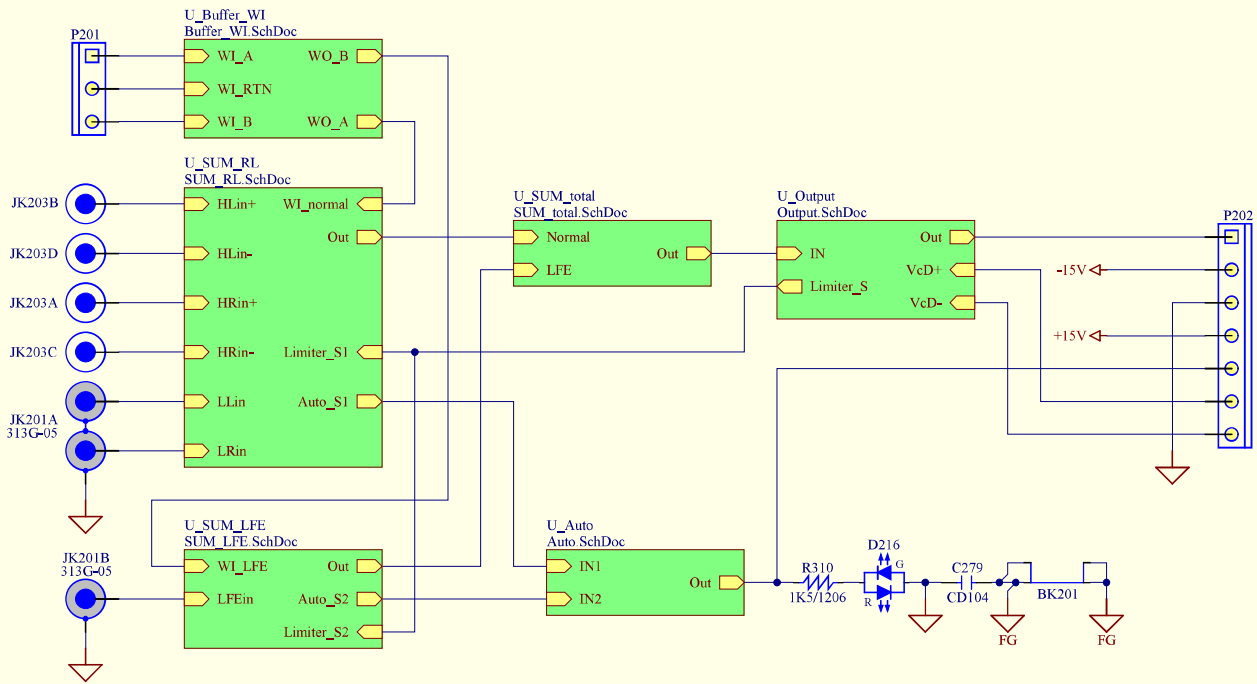 U_Buffer_WI
Buffer_WI.SchDoc
P201
WI_A
WO_B
WI_RTN
WI_B
WO_A
U_SUM_RL
SUM_RL.SchDoc
JK203B
HLin+
WI_normal
Out
JK203D
HLin-
JK203A
HRin+
JK203C
HRin-
Limiter_S1
LLin
Auto_S1
JK201A
313G-05
LRin
U_SUM_total
SUM_total.SchDoc
Normal
Out
LFE
U_Output
Output.SchDoc
Out
IN
VcD+
Limiter_S
VcD-
P202
-15V
+15V
U_SUM_LFE
SUM_LFE.SchDoc
JK201B
313G-05
WI_LFE
Out
LFEin
Auto_S2
Limiter_S2
U_Auto
Auto.SchDoc
IN1
Out
IN2
R310
1K5/1206
D216
G
R
C279
CD104
BK201
FG
FG